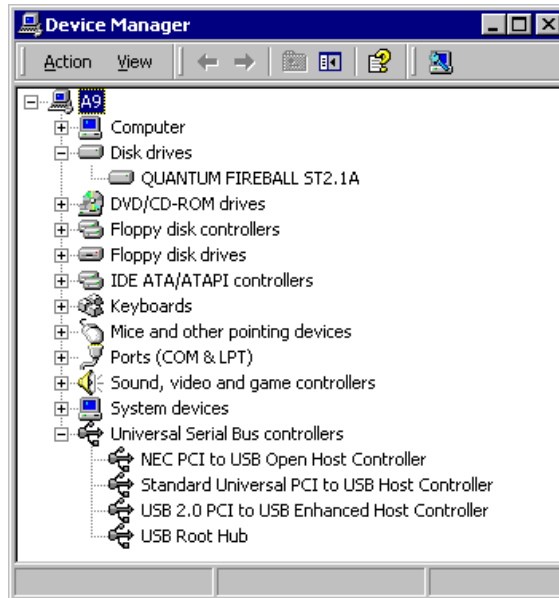 Device Manager
Action View
A9
Computer
Disk drives
QUANTUM FIREBALL ST2.1A
DVD/CD-ROM drives
Floppy disk controllers
Floppy disk drives
IDE ATA/ATAPI controllers
Keyboards
Mice and other pointing devices
Ports (COM & LPT)
Sound, video and game controllers
System devices
Universal Serial Bus controllers
NEC PCI to USB Open Host Controller
Standard Universal PCI to USB Host Controller
USB 2.0 PCI to USB Enhanced Host Controller
USB Root Hub